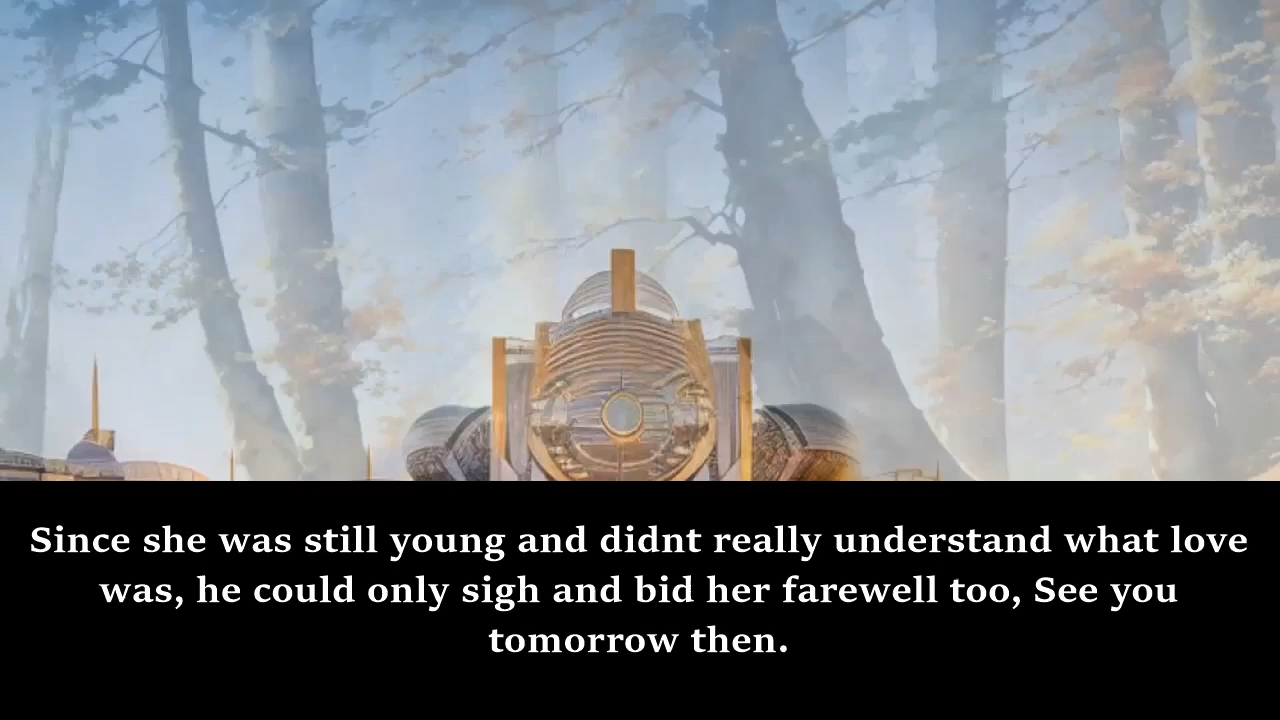 Since she was still young and didnt really understand what love
was, he could only sigh and bid her farewell too, See you
tomorrow then.